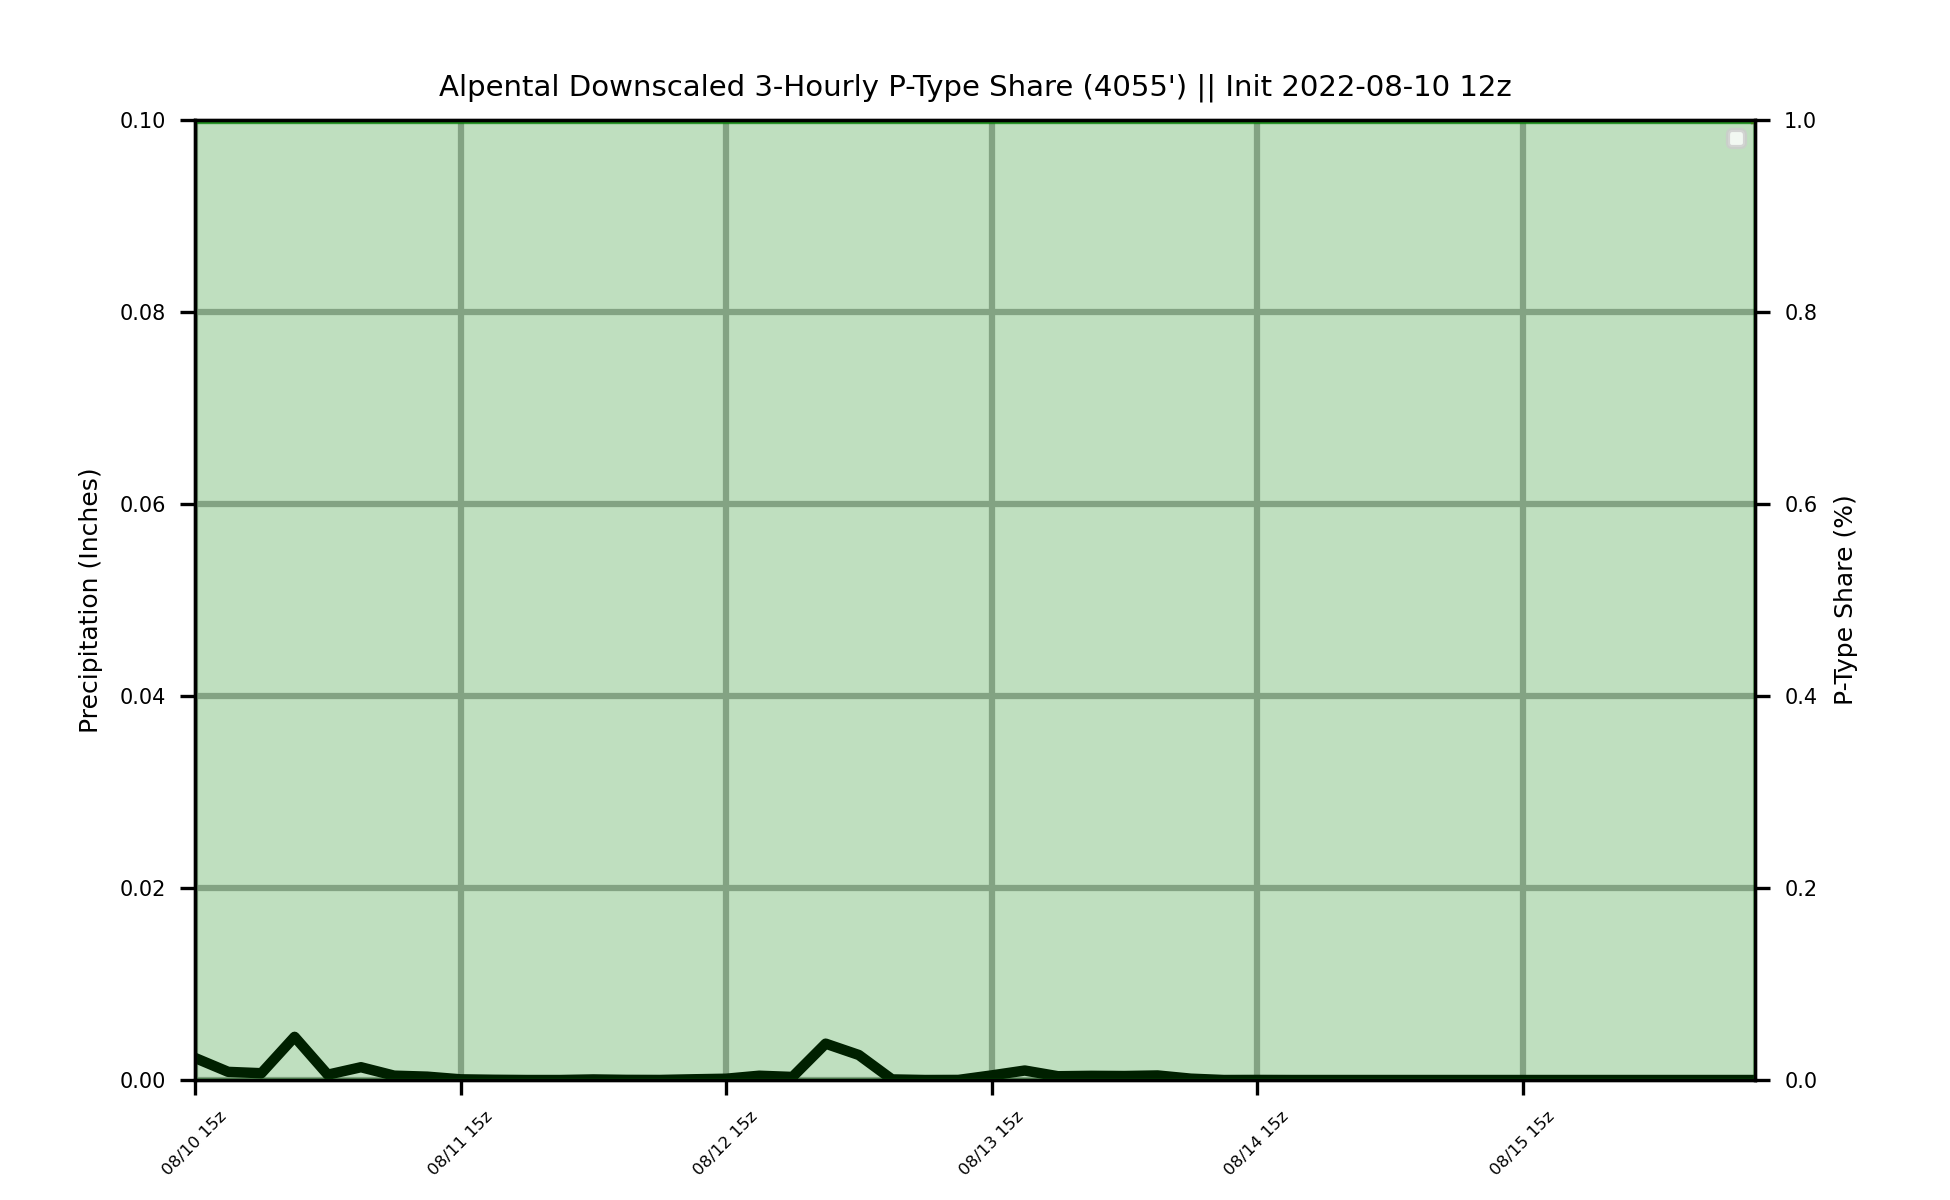 Alpental Downscaled 3-Hourly P-Type Share (4055') || Init 2022-08-10 12z
0.10
0.08
0.06
0.04
0.02
0.00
Precipitation (Inches)
1.0
0.8
0.6
0.4
0.2
0.0
P-Type Share (%)
08/10 15z
08/11 15z
08/12 15z
08/13 15z
08/14 15z
08/15 15z